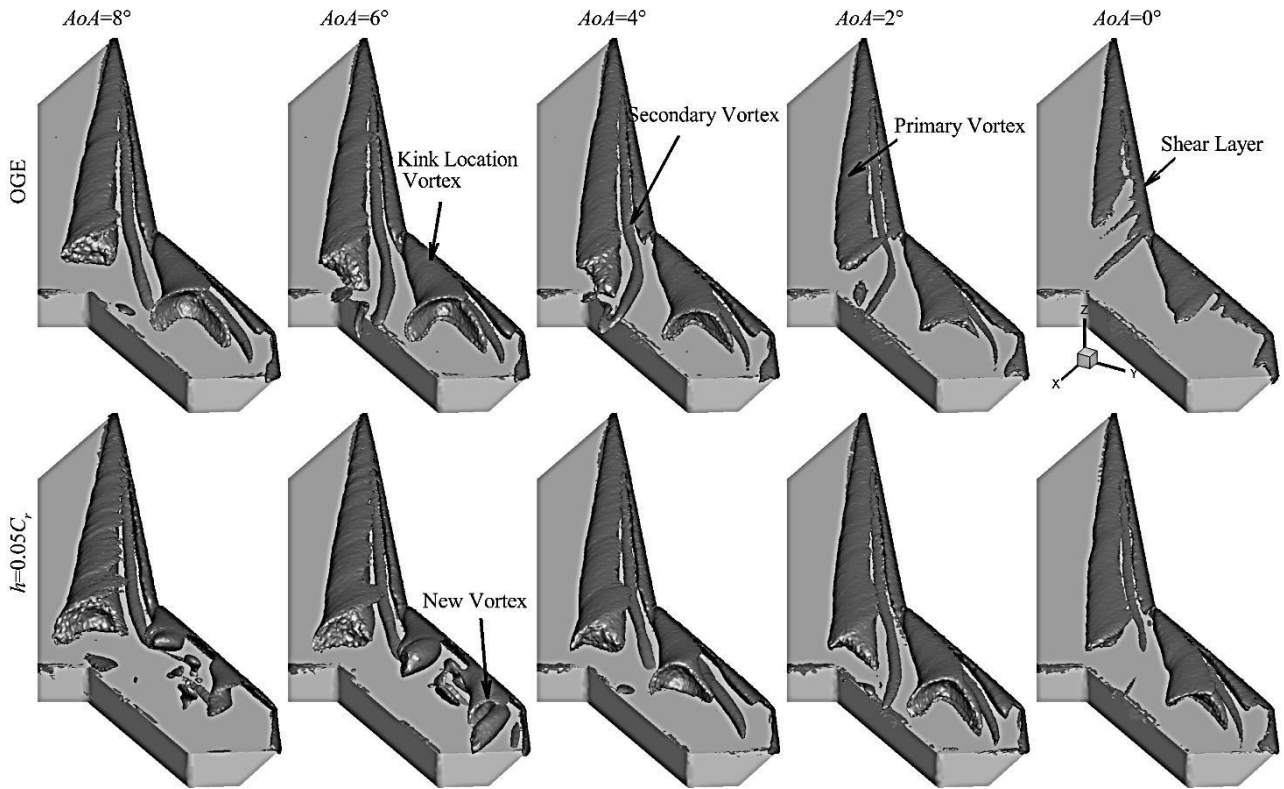 AoA=8°
AoA=6°
AoA=4°
AoA=2°
AoA=0°
OGE
Kink Location
Vortex
Secondary Vortex
Primary Vortex
Shear Layer
Z
X
Y
h=0.05Cr
New Vortex